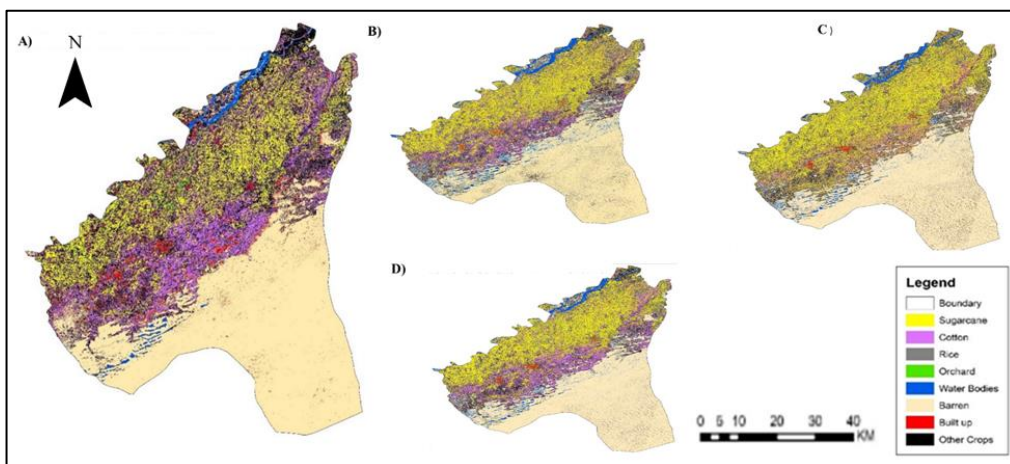 A)
N
B)
C)
D)
Legend
Boundary
Sugarcane
Cotton
Rice
Orchard
Water Bodies
Barren
Built up
Other Crops
0 5 10 20 30 40
KM